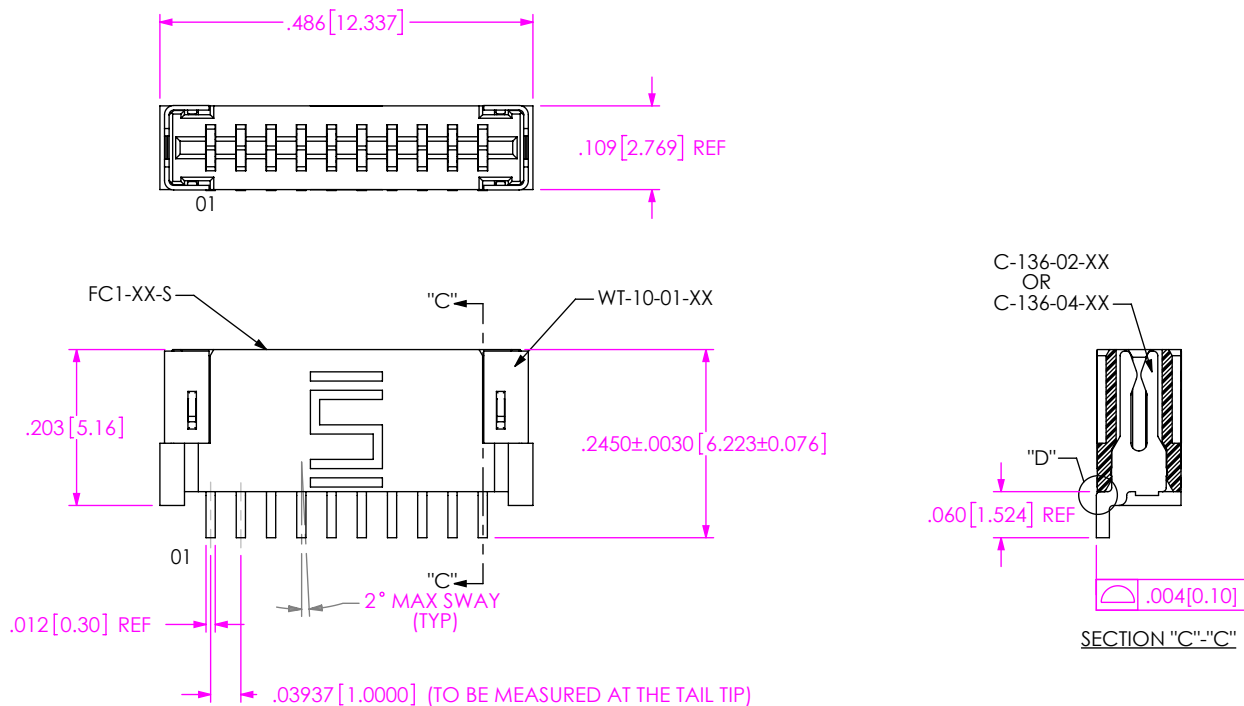 .486[12.337]
.109[2.769] REF
01
FC1-XX-S
"C"
WT-10-01-XX
C-136-02-XX
OR
C-136-04-XX
.203[5.16]
.2450±.0030[6.223±0.076]
"D"
.060[1.524] REF
01
"C"
2° MAX SWAY
(TYP)
.012[0.30] REF
.004[0.10]
SECTION "C"-"C"
.03937[1.0000] (TO BE MEASURED AT THE TAIL TIP)